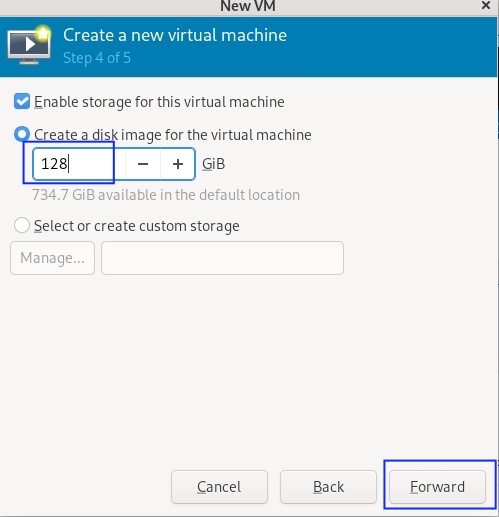 New VM
Create a new virtual machine
Step 4 of 5
Enable storage for this virtual machine
Create a disk image for the virtual machine
128 − + GiB
734.7 GiB available in the default location
Select or create custom storage
Manage...
Cancel Back Forward